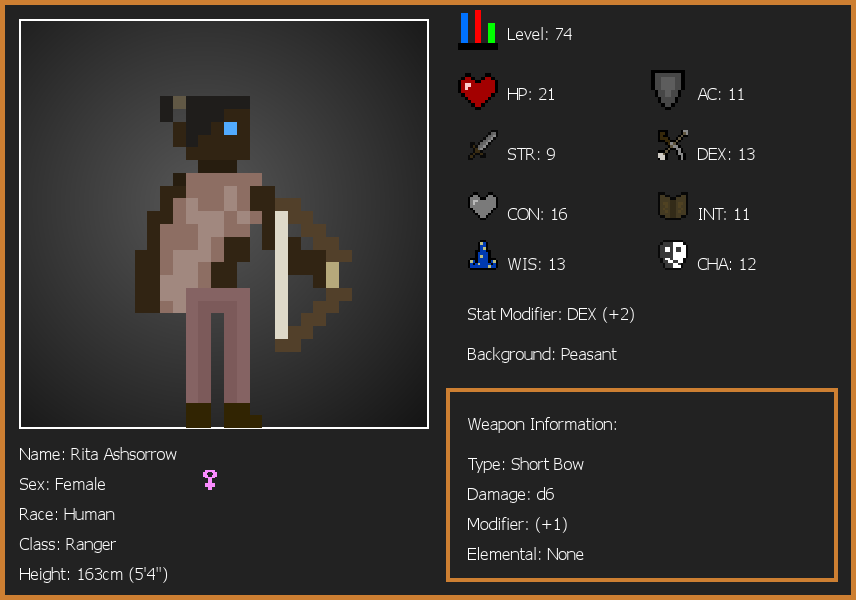 Level: 74
HP: 21
AC: 11
STR: 9
DEX: 13
CON: 16
INT: 11
WIS: 13
CHA: 12
Stat Modifier: DEX (+2)
Background: Peasant
Weapon Information:
Type: Short Bow
Damage: d6
Modifier: (+1)
Elemental: None
Name: Rita Ashsorrow
Sex: Female
Race: Human
Class: Ranger
Height: 163cm (5'4")